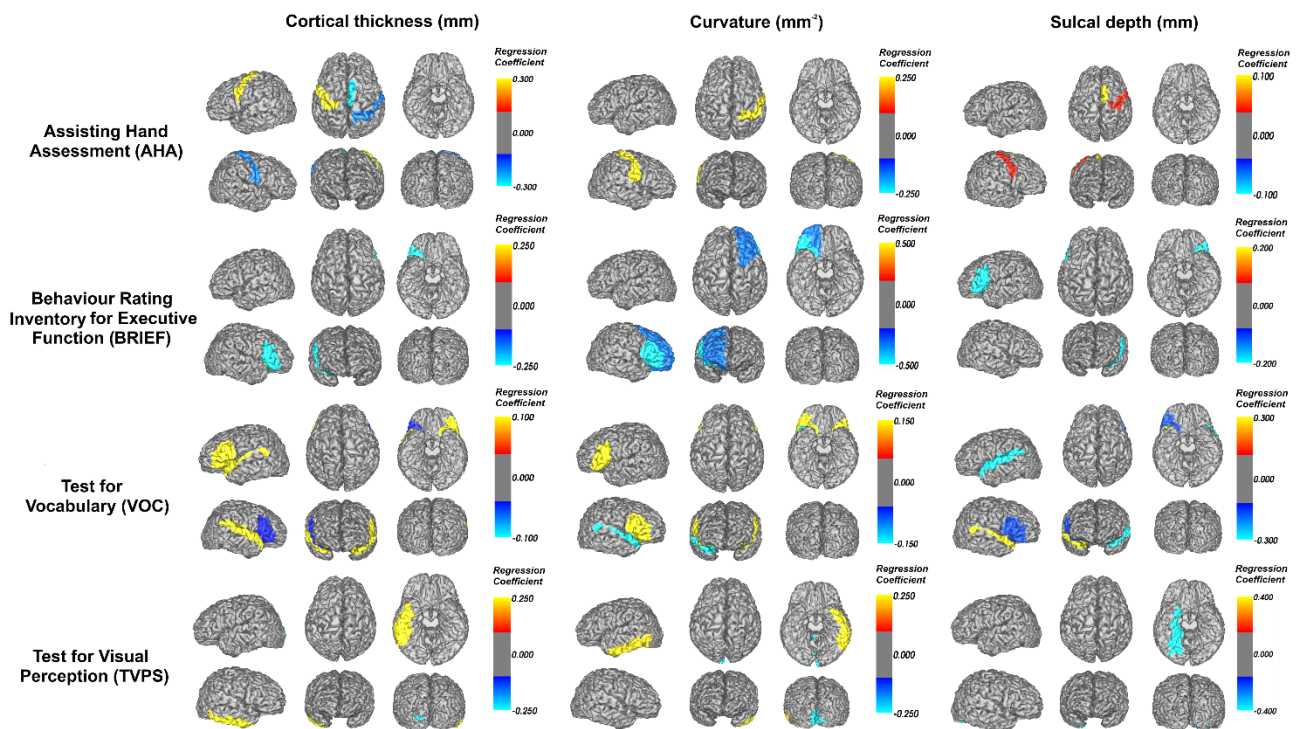 Cortical thickness (mm)
Curvature (mm⁻²)
Sulcal depth (mm)
Assisting Hand
Assessment (AHA)
Regression
Coefficient
0.300
0.000
-0.300
Regression
Coefficient
0.250
0.000
-0.250
Regression
Coefficient
0.100
0.000
-0.100
Behaviour Rating
Inventory for Executive
Function (BRIEF)
Regression
Coefficient
0.250
0.000
-0.250
Regression
Coefficient
0.500
0.000
-0.500
Regression
Coefficient
0.200
0.000
-0.200
Test for
Vocabulary (VOC)
Regression
Coefficient
0.100
0.000
-0.100
Regression
Coefficient
0.150
0.000
-0.150
Regression
Coefficient
0.300
0.000
-0.300
Test for Visual
Perception (TVPS)
Regression
Coefficient
0.250
0.000
-0.250
Regression
Coefficient
0.250
0.000
-0.250
Regression
Coefficient
0.400
0.000
-0.400